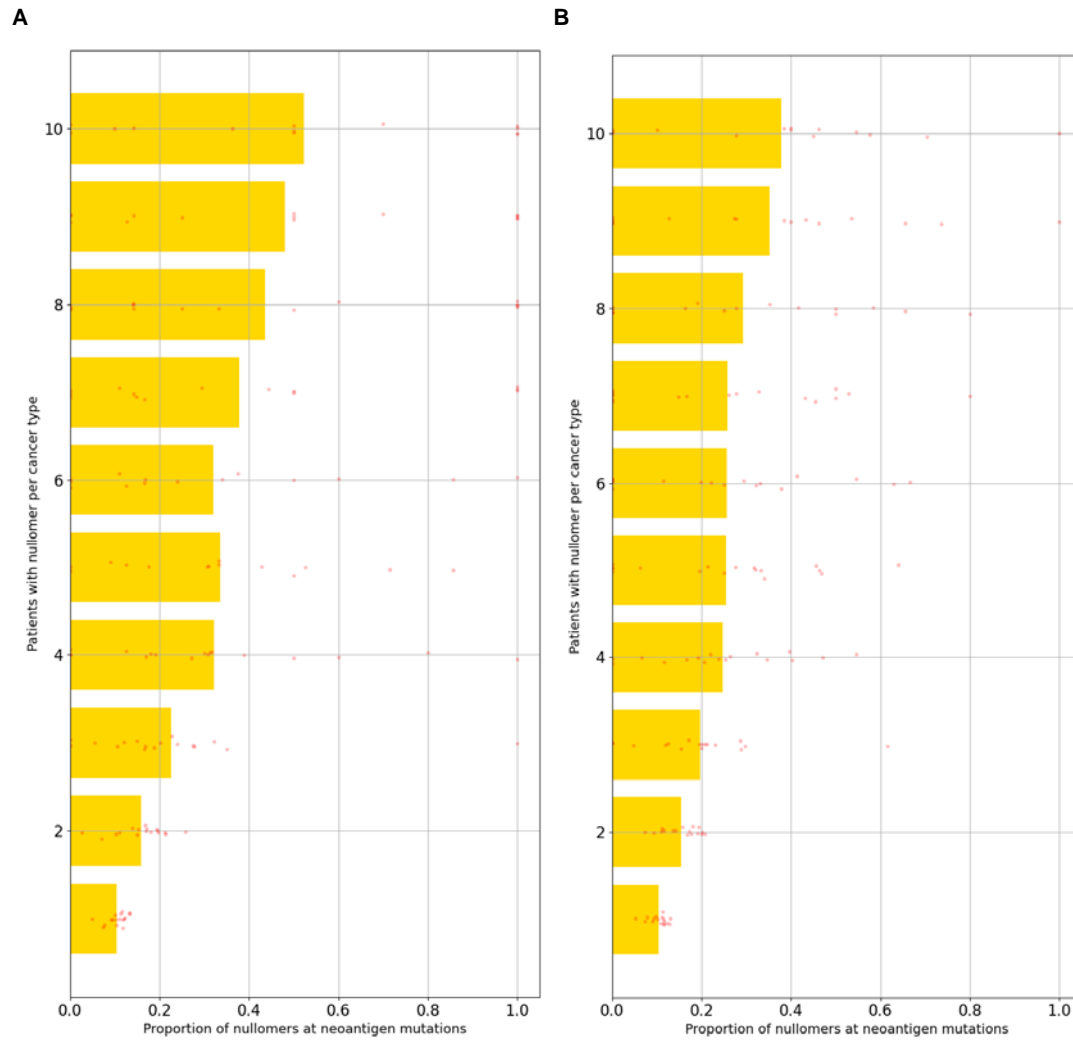 A
B
Patients with nullomer per cancer type
10
8
6
4
2
0.0 0.2 0.4 0.6 0.8 1.0
Proportion of nullomers at neoantigen mutations
Patients with nullomer per cancer type
10
8
6
4
2
0.0 0.2 0.4 0.6 0.8 1.0
Proportion of nullomers at neoantigen mutations